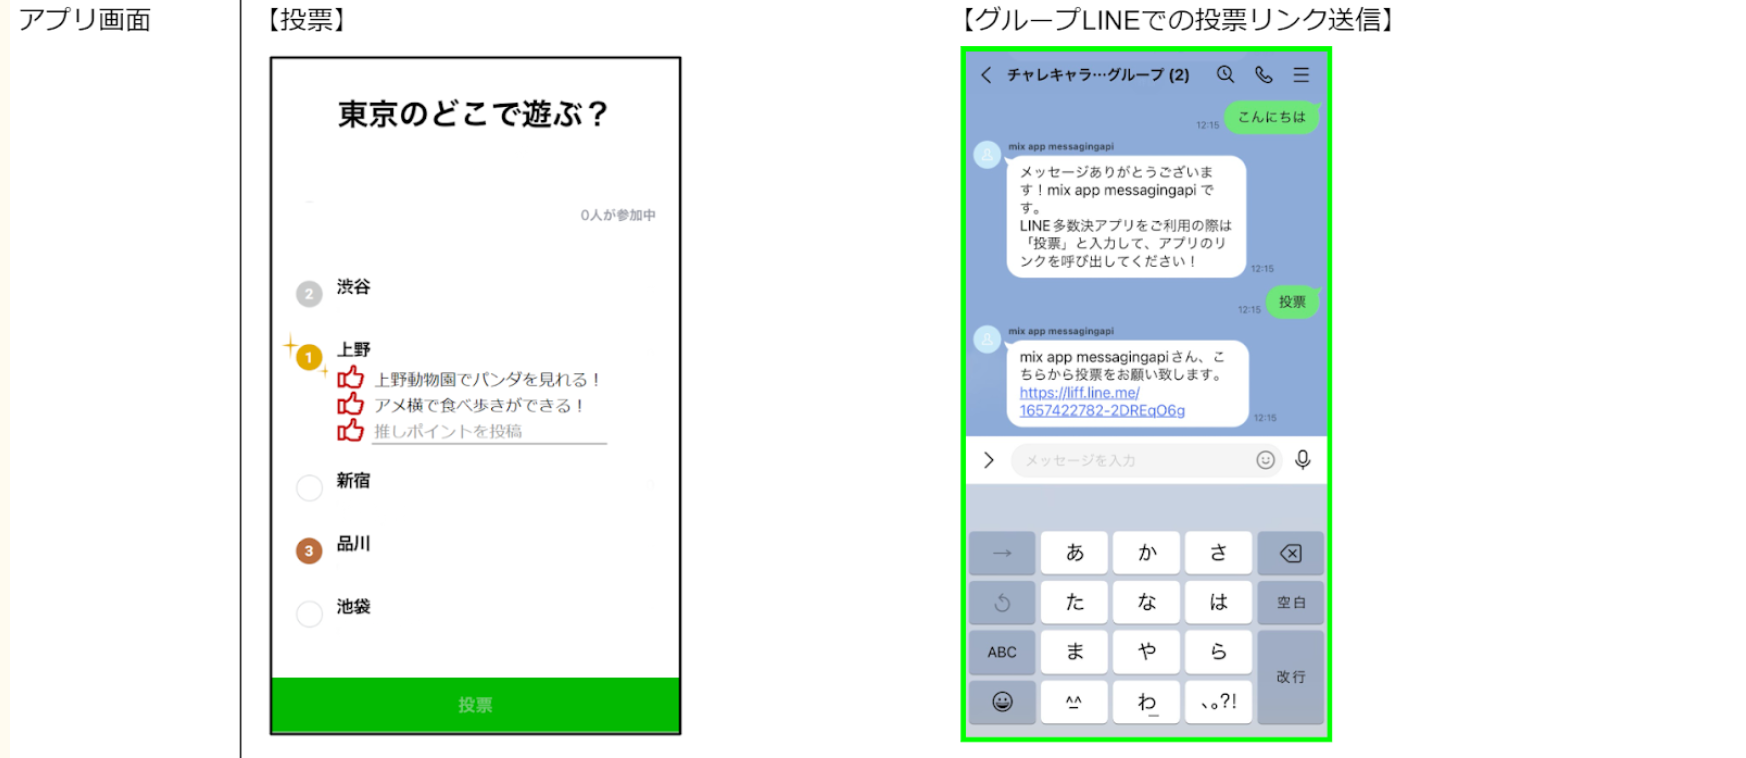 アプリ画面
【投票】
東京のどこで遊ぶ？
0人が参加中
2 渋谷
1 上野
上野動物園でパンダを見れる！
アメ横で食べ歩きができる！
推しポイントを投稿
新宿
3 品川
池袋
投票
【グループLINEでの投票リンク送信】
チャレキャラ…グループ (2)
こんにちは
12:15
mix app messagingapi
メッセージありがとうございま
す！mix app messagingapi で
す。
LINE多数決アプリをご利用の際は
「投票」と入力して、アプリのリ
ンクを呼び出してください！
12:15
投票
12:15
mix app messagingapi
mix app messagingapiさん、こ
ちらから投票をお願い致します。
https://liff.line.me/
1657422782-2DREqO6g
12:15
メッセージを入力
→ あ か さ
た な は 空白
ABC ま や ら
改行
^^ わ 、。?!